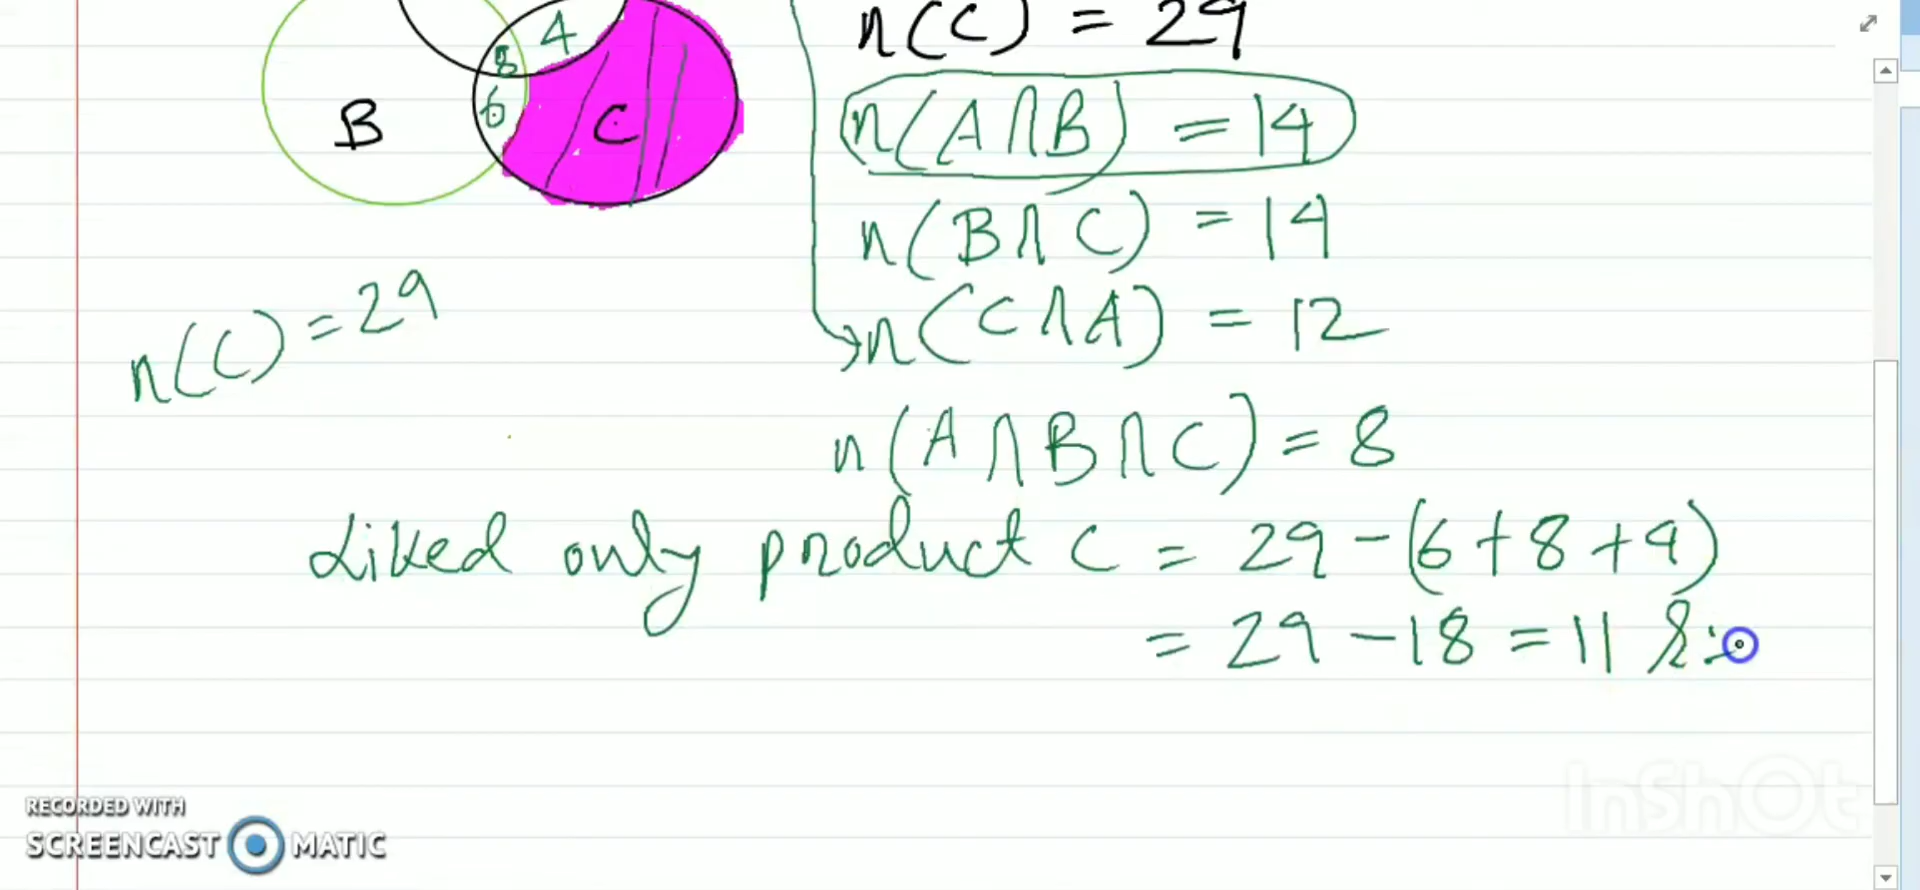 n(C) = 29
4
8
6
B
C
n(A∩B) = 14
n(B∩C) = 14
n(C∩A) = 12
n(C) = 29
n(A∩B∩C) = 8
Liked only product C = 29 - (6+8+4)
= 29 - 18 = 11
RECORDED WITH
SCREENCAST MATIC
InShOt